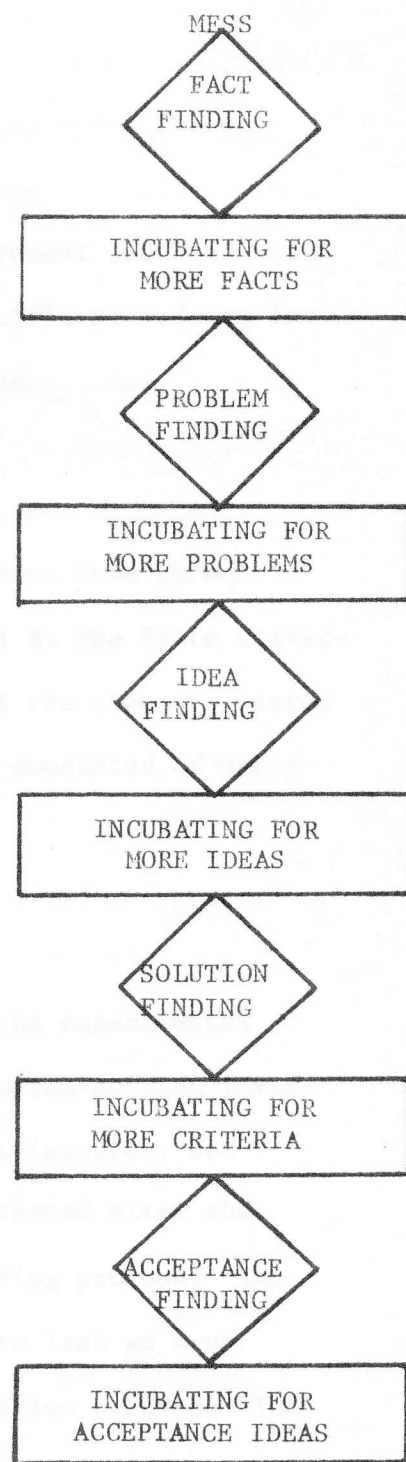 MESS
FACT
FINDING
INCUBATING FOR
MORE FACTS
PROBLEM
FINDING
INCUBATING FOR
MORE PROBLEMS
IDEA
FINDING
INCUBATING FOR
MORE IDEAS
SOLUTION
FINDING
INCUBATING FOR
MORE CRITERIA
ACCEPTANCE
FINDING
INCUBATING FOR
ACCEPTANCE IDEAS